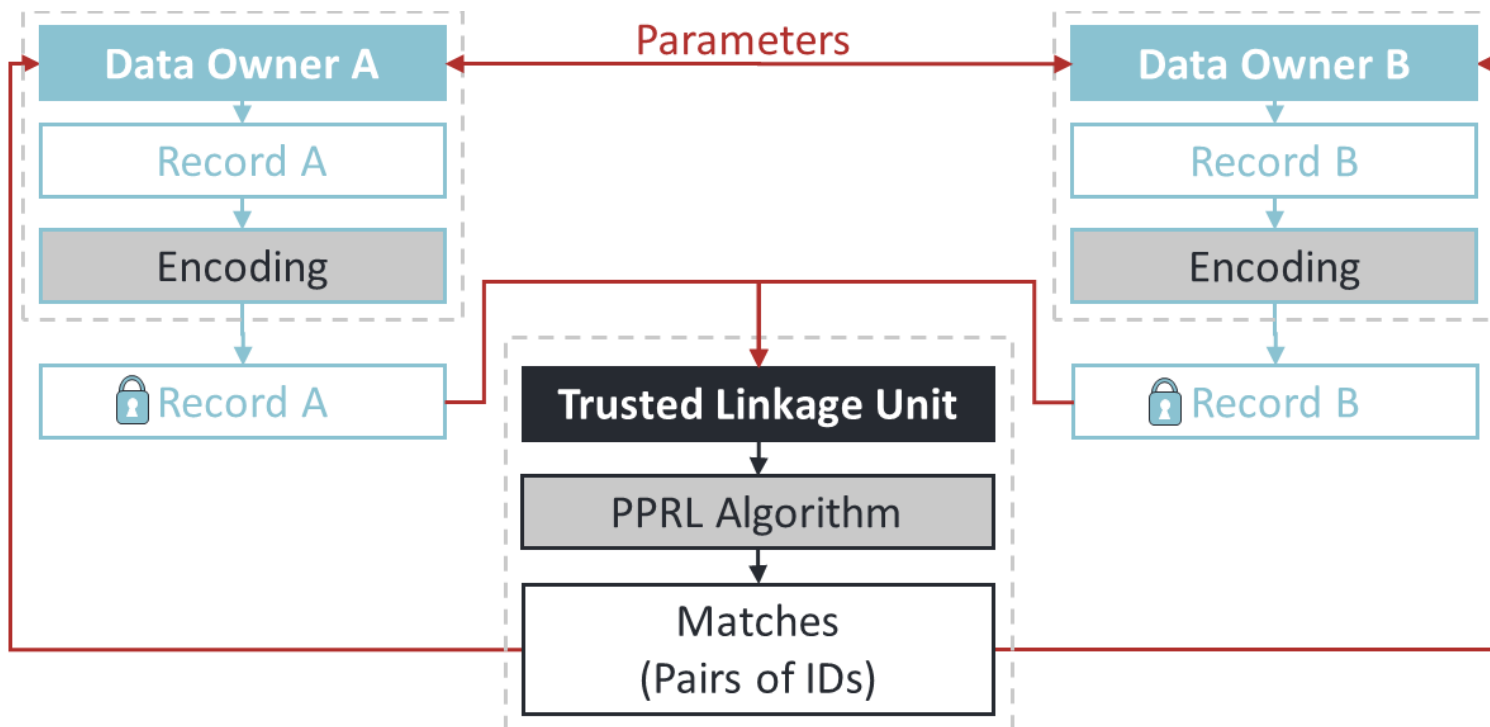 Parameters
Data Owner A
Record A
Encoding
Record A
Data Owner B
Record B
Encoding
Record B
Trusted Linkage Unit
PPRL Algorithm
Matches
(Pairs of IDs)